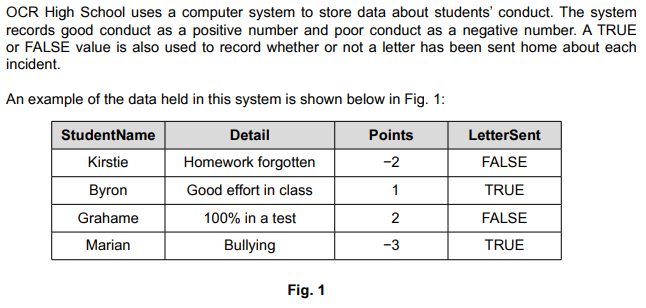 OCR High School uses a computer system to store data about students’ conduct. The system
records good conduct as a positive number and poor conduct as a negative number. A TRUE
or FALSE value is also used to record whether or not a letter has been sent home about each
incident.
An example of the data held in this system is shown below in Fig. 1:
StudentName Detail Points LetterSent
Kirstie Homework forgotten −2 FALSE
Byron Good effort in class 1 TRUE
Grahame 100% in a test 2 FALSE
Marian Bullying −3 TRUE
Fig. 1